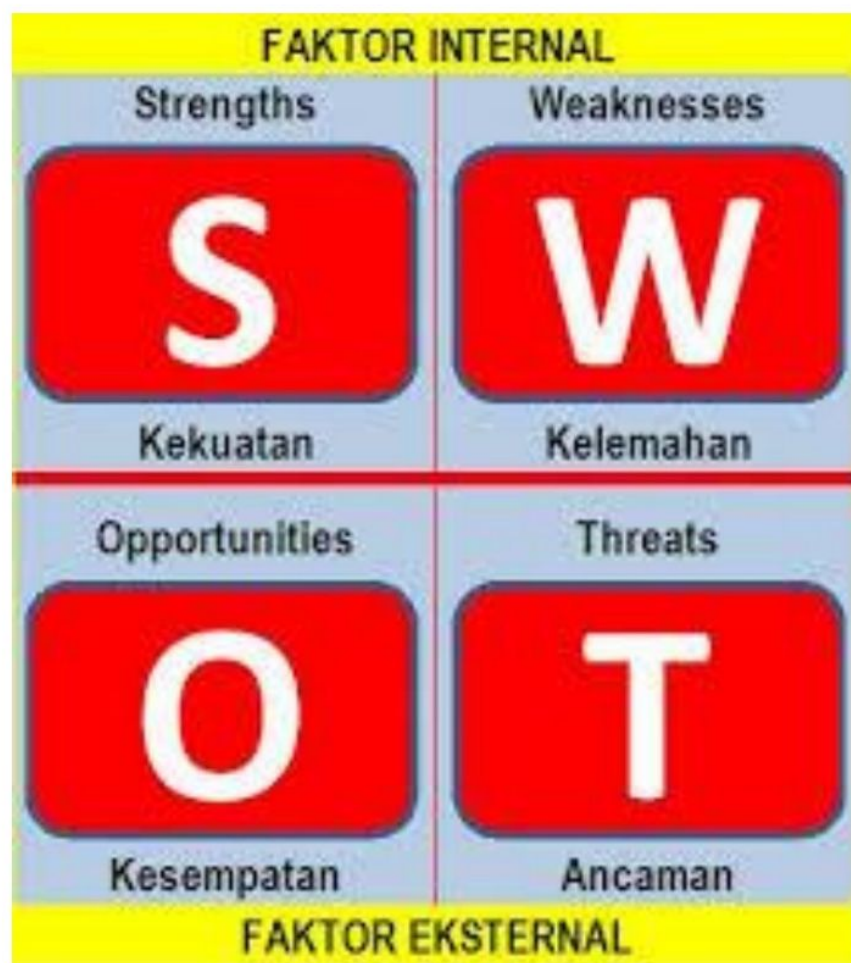 FAKTOR INTERNAL
Strengths
Weaknesses
S
W
Kekuatan
Kelemahan
Opportunities
Threats
O
T
Kesempatan
Ancaman
FAKTOR EKSTERNAL